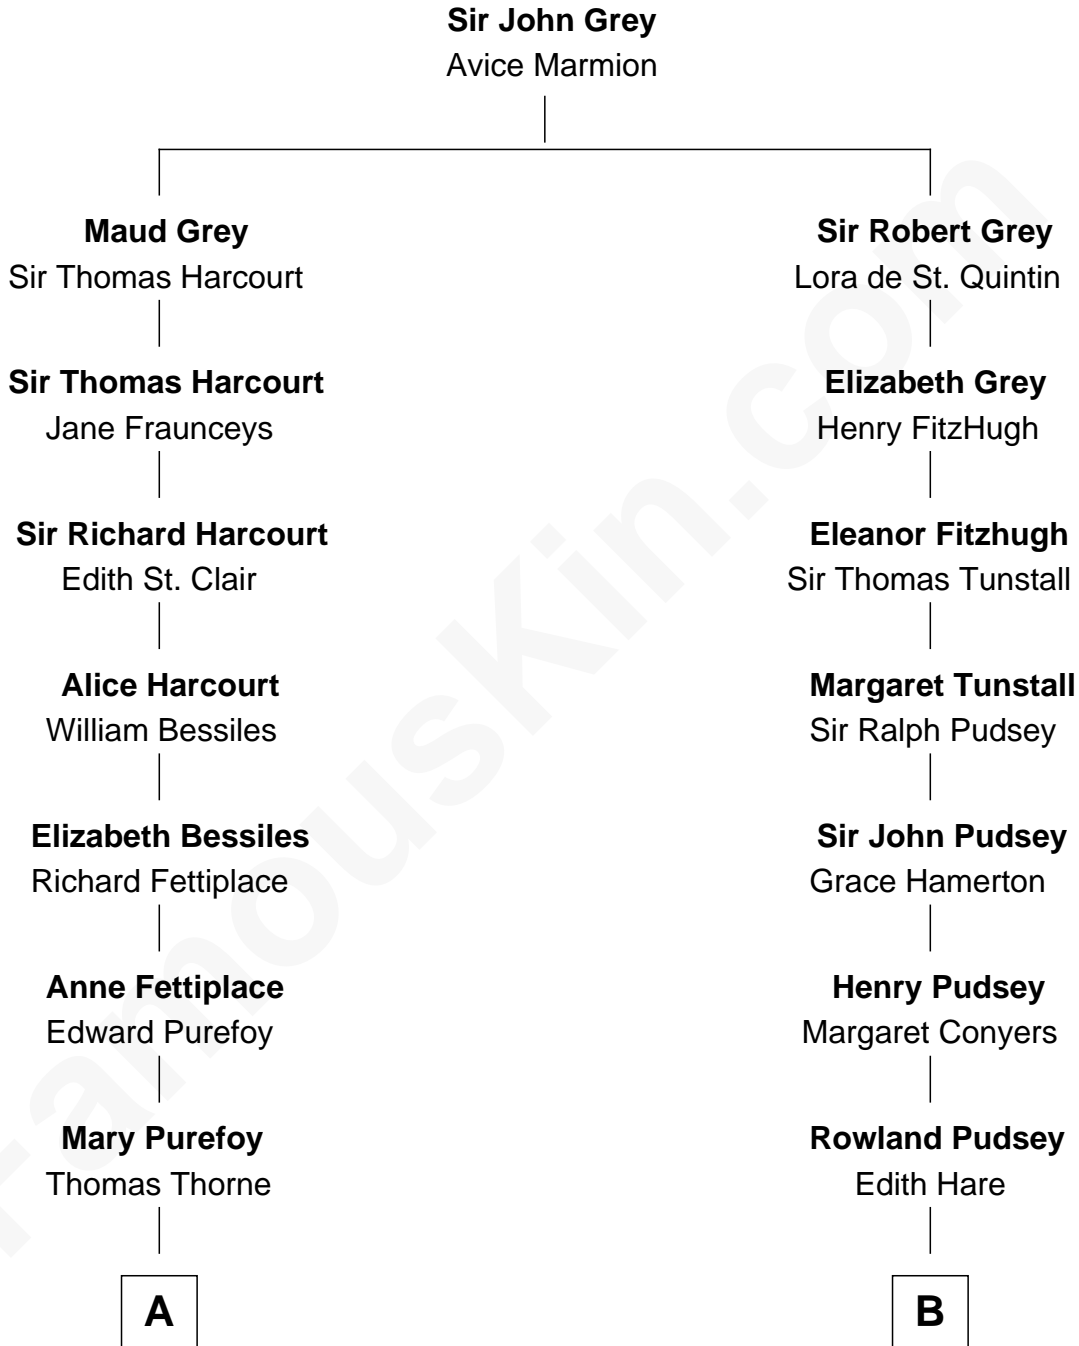 Sir John Grey
Avice Marmion
Maud Grey
Sir Thomas Harcourt
Sir Robert Grey
Lora de St. Quintin
Sir Thomas Harcourt
Jane Fraunceys
Elizabeth Grey
Henry FitzHugh
Sir Richard Harcourt
Edith St. Clair
Eleanor Fitzhugh
Sir Thomas Tunstall
Alice Harcourt
William Bessiles
Margaret Tunstall
Sir Ralph Pudsey
Elizabeth Bessiles
Richard Fettiplace
Sir John Pudsey
Grace Hamerton
Anne Fettiplace
Edward Purefoy
Henry Pudsey
Margaret Conyers
Mary Purefoy
Thomas Thorne
Rowland Pudsey
Edith Hare
A
B
FamousKin.com